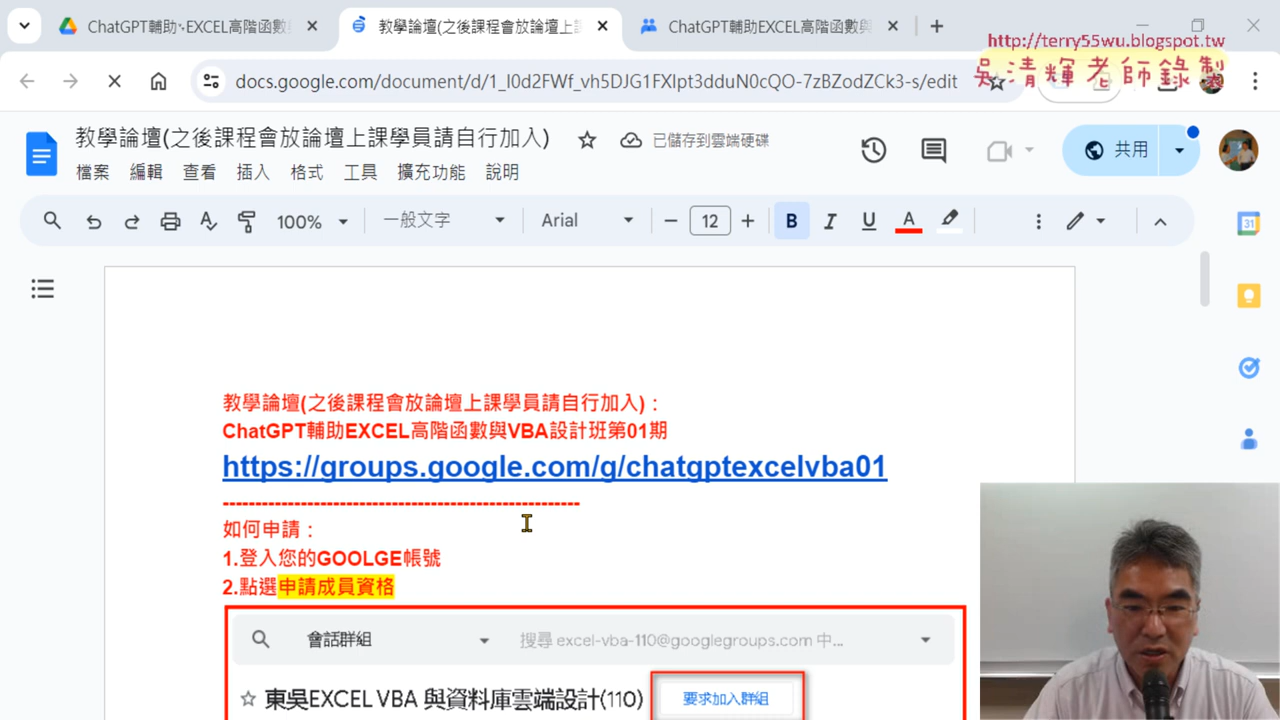 ChatGPT輔助EXCEL高階函數
教學論壇(之後課程會放論壇上
ChatGPT輔助EXCEL高階函數與
http://terry55wu.blogspot.tw
吳清輝老師錄製
docs.google.com/document/d/1_l0d2FWf_vh5DJG1FXIpt3dduN0cQO-7zBZodZCk3-s/edit
教學論壇(之後課程會放論壇上課學員請自行加入)
已儲存到雲端硬碟
共用
檔案 編輯 查看 插入 格式 工具 擴充功能 說明
100% 一般文字 Arial 12 B I U A
31
教學論壇(之後課程會放論壇上課學員請自行加入)：
ChatGPT輔助EXCEL高階函數與VBA設計班第01期
https://groups.google.com/g/chatgptexcelvba01
-------------------------------------------------------
如何申請：
1.登入您的GOOLGE帳號
2.點選申請成員資格
會話群組 搜尋 excel-vba-110@googlegroups.com 中...
東吳EXCEL VBA 與資料庫雲端設計(110) 要求加入群組